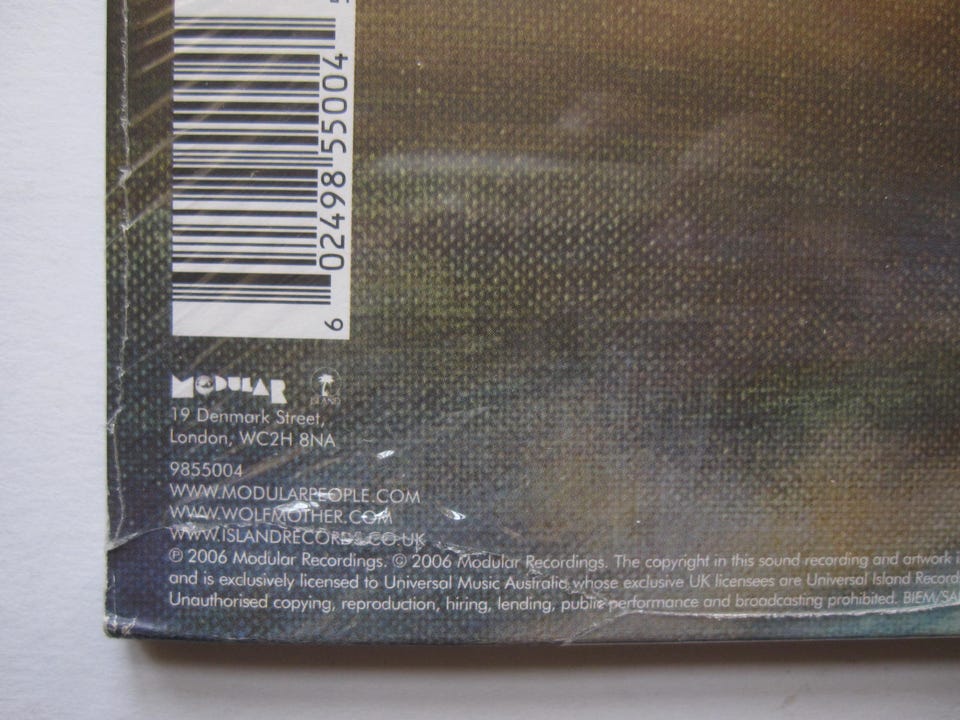 6 02498 55004
MODULAR
ISLAND
19 Denmark Street,
London, WC2H 8NA
9855004
WWW.MODULARPEOPLE.COM
WWW.WOLFMOTHER.COM
WWW.ISLANDRECORDS.CO.UK
℗ 2006 Modular Recordings. © 2006 Modular Recordings. The copyright in this sound recording and artwork
and is exclusively licensed to Universal Music Australia whose exclusive UK licensees are Universal Island
Unauthorised copying, reproduction, hiring, lending, public performance and broadcasting prohibited.